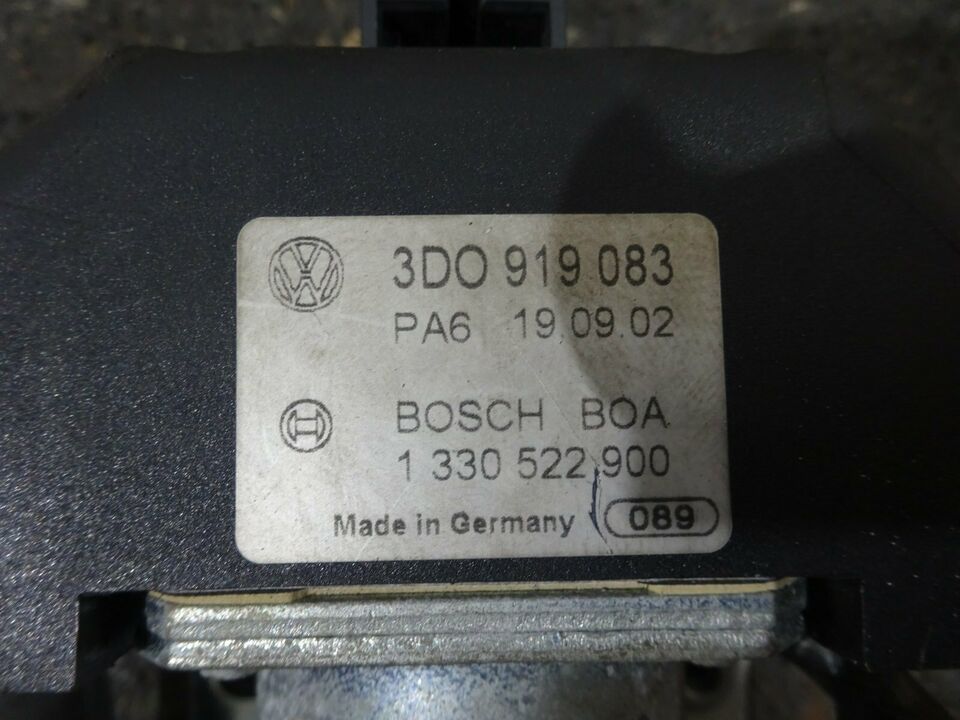 3DO 919 083
PA6 19.09.02
BOSCH BOA
1 330 522 900
Made in Germany 089